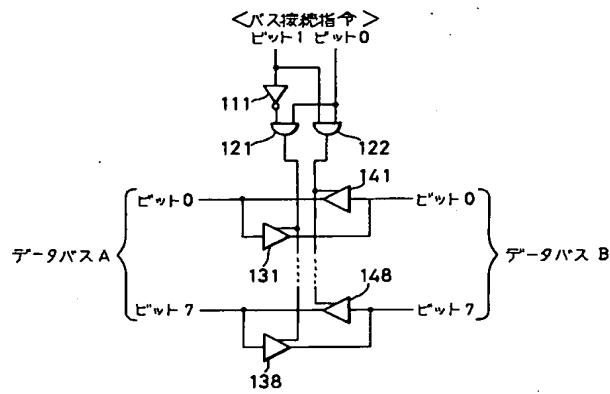 <バス接続指令>
ビット1 ビット0
111
121
122
141
ビット0
ビット0
131
データバス A
データバス B
148
ビット7
ビット7
138